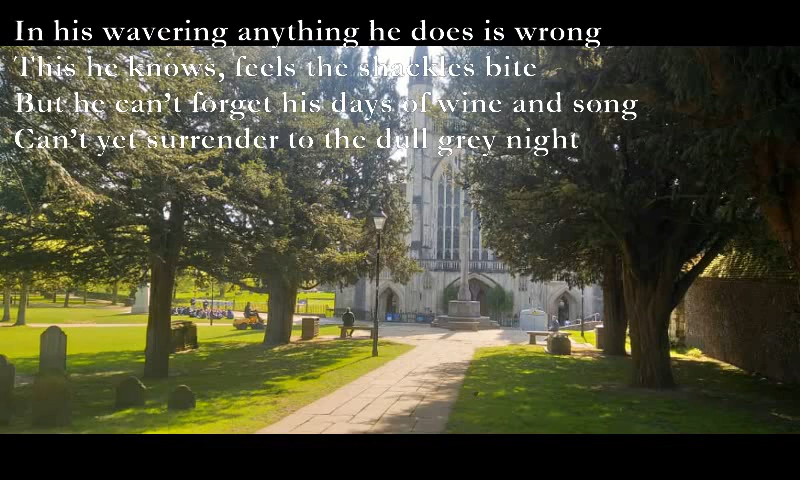 In his wavering anything he does is wrong
This he knows, feels the shackles bite
But he can't forget his days of wine and song
Can't yet surrender to the dull grey night